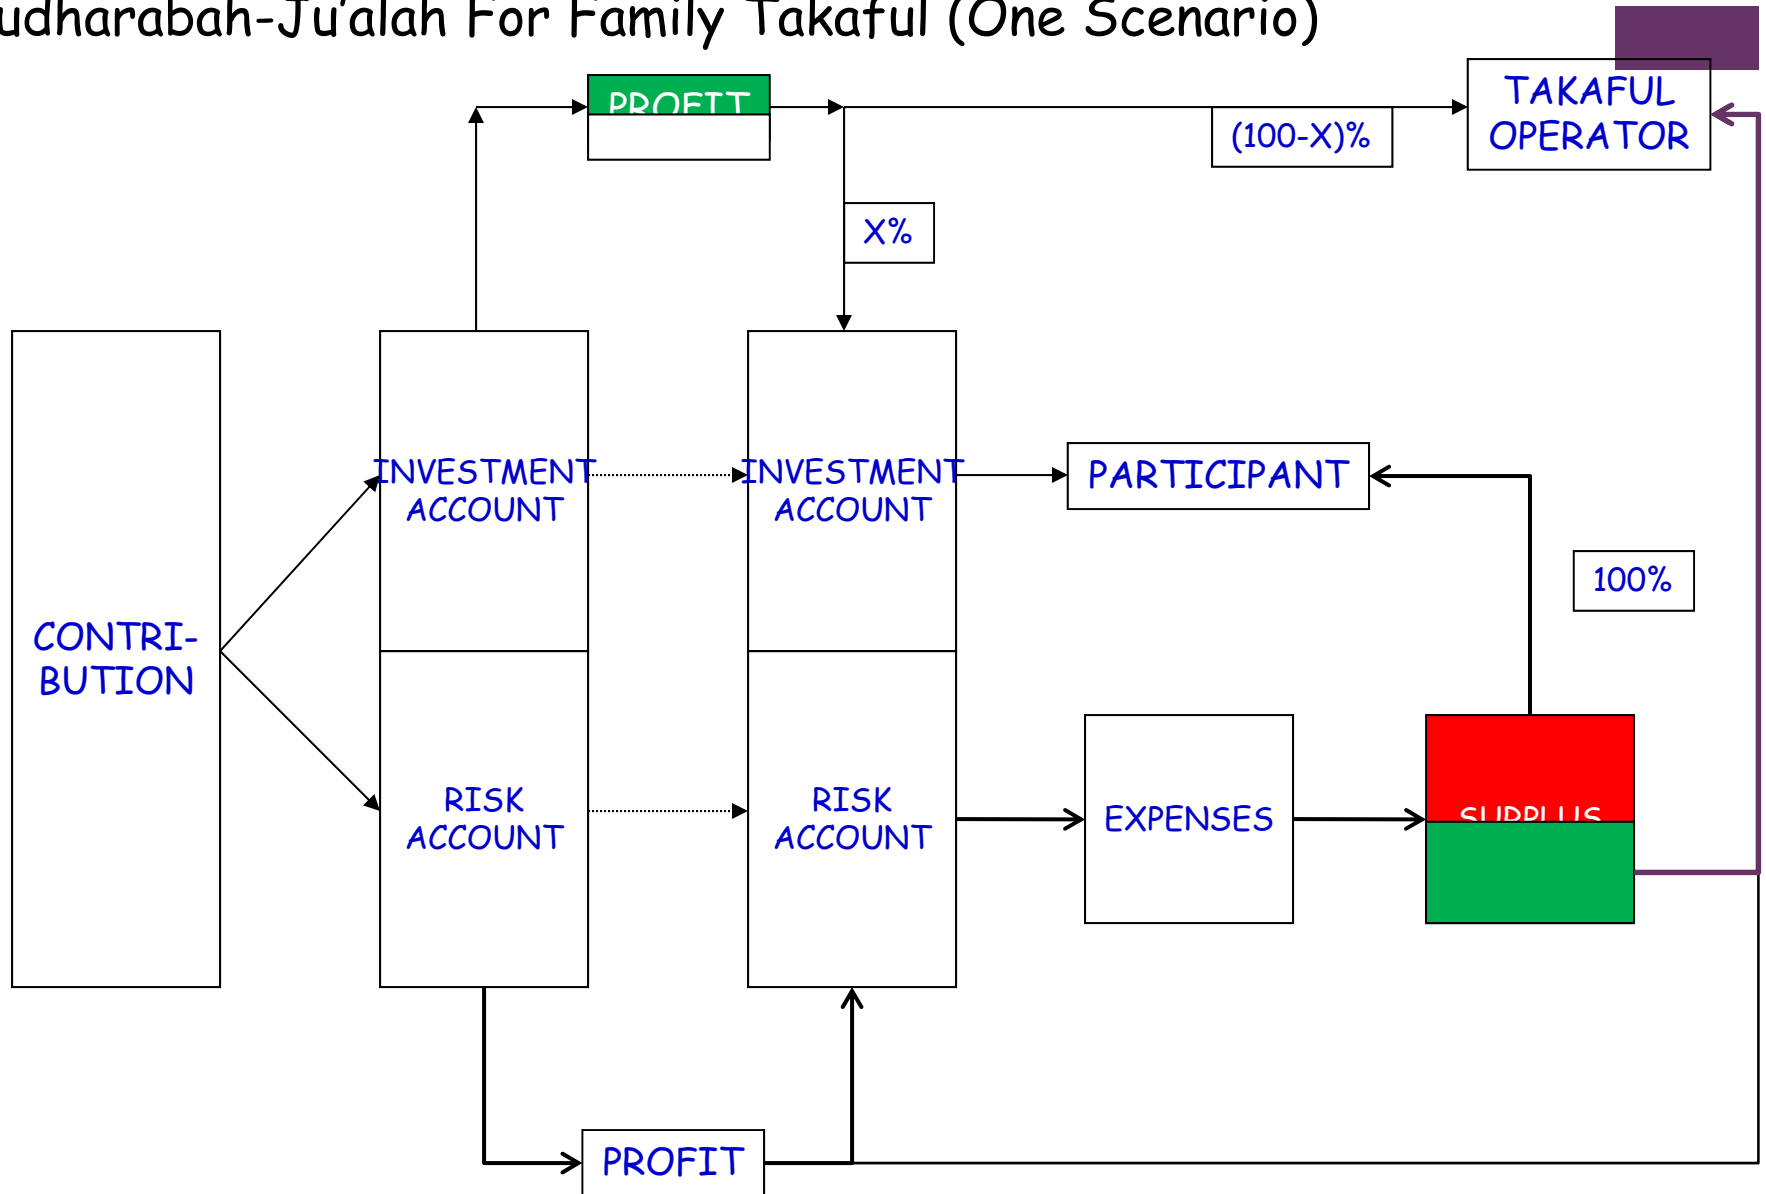 udharabah-Ju'alah For Family Takaful (One Scenario)
PROFIT
TAKAFUL
OPERATOR
(100-X)%
X%
INVESTMENT
ACCOUNT
INVESTMENT
ACCOUNT
PARTICIPANT
100%
CONTRI-
BUTION
RISK
ACCOUNT
RISK
ACCOUNT
EXPENSES
SURPLUS
PROFIT